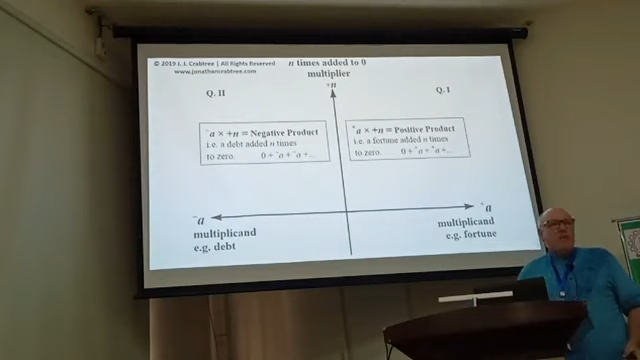 © 2019 J. J. Crabtree | All Rights Reserved
www.jonathancrabtree.com
n times added to 0
multiplier
+n
Q. II
Q. I
⁻a × +n = Negative Product
i.e. a debt added n times
to zero. 0 + ⁻a + ⁻a +...
⁺a × +n = Positive Product
i.e. a fortune added n times
to zero. 0 + ⁺a + ⁺a +...
⁻a
multiplicand
e.g. debt
⁺a
multiplicand
e.g. fortune